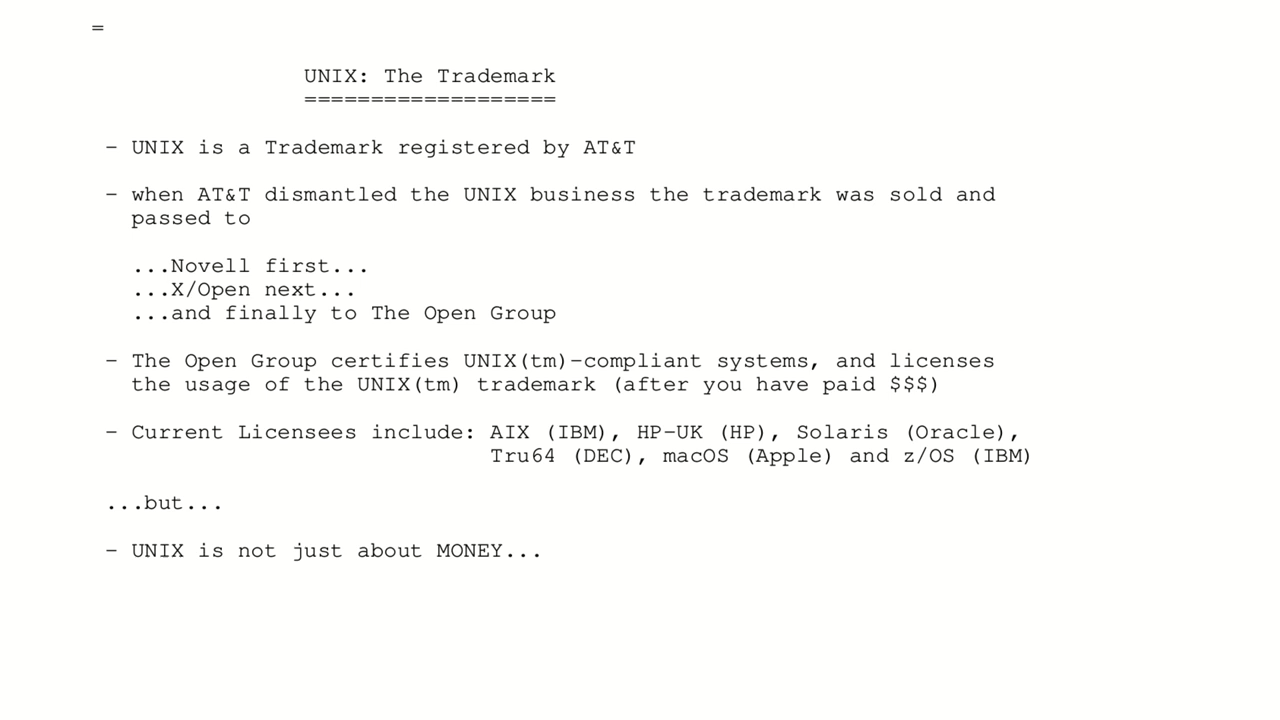 =
UNIX: The Trademark
===================
- UNIX is a Trademark registered by AT&T
- when AT&T dismantled the UNIX business the trademark was sold and
passed to
...Novell first...
...X/Open next...
...and finally to The Open Group
- The Open Group certifies UNIX(tm)-compliant systems, and licenses
the usage of the UNIX(tm) trademark (after you have paid $$$)
- Current Licensees include: AIX (IBM), HP-UK (HP), Solaris (Oracle),
Tru64 (DEC), macOS (Apple) and z/OS (IBM)
...but...
- UNIX is not just about MONEY...